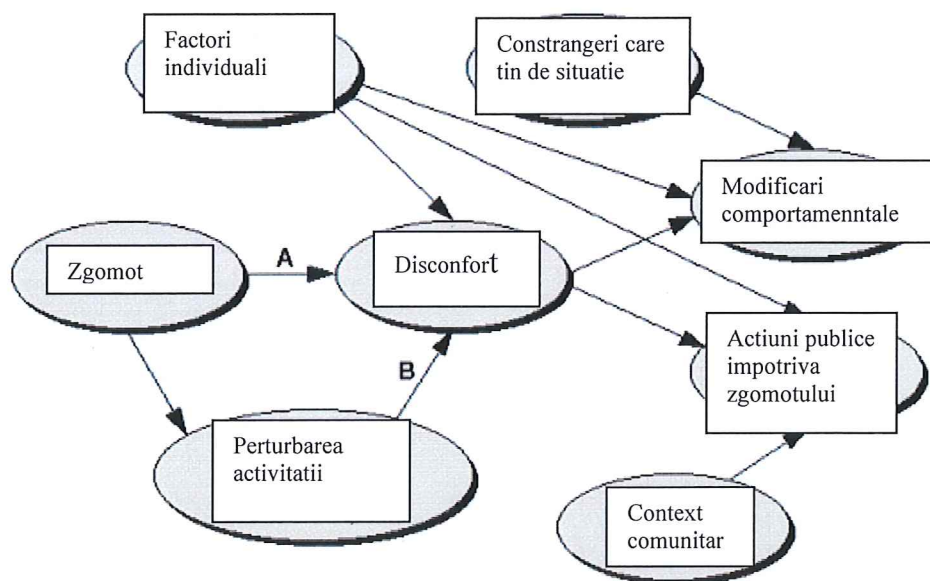 Factori
individuali
Constrangeri care
tin de situatie
Modificari
comportamenntale
Zgomot
A
Disconfort
Actiuni publice
impotriva
zgomotului
B
Perturbarea
activitatii
Context
comunitar